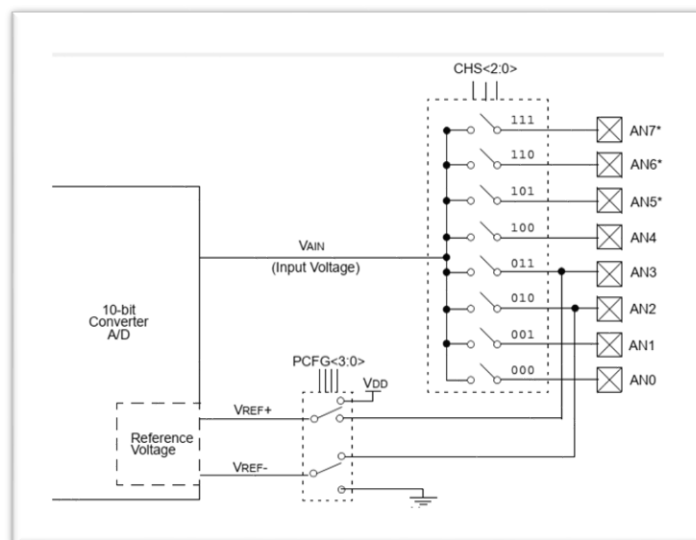 CHS<2:0>
111
AN7*
110
AN6*
101
AN5*
100
AN4
VAIN
(Input Voltage)
011
AN3
010
AN2
10-bit
Converter
A/D
001
AN1
PCFG<3:0>
000
AN0
VDD
VREF+
Reference
Voltage
VREF-